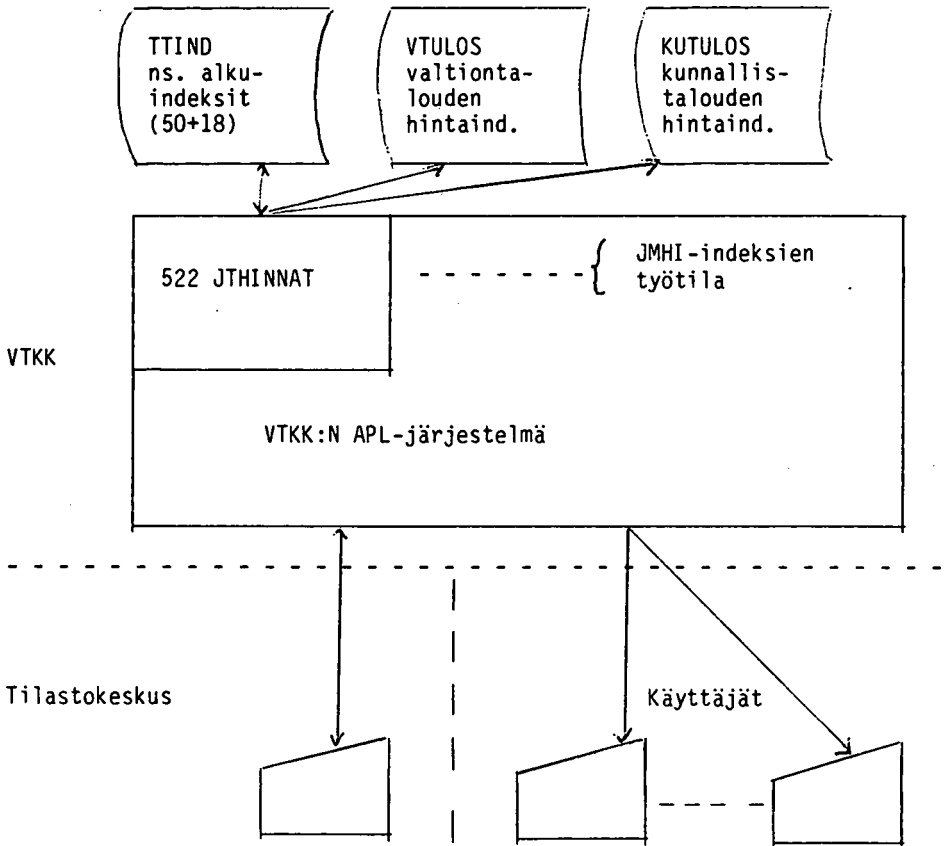 TTIND
ns. alku-
indeksit
(50+18)
VTULOS
valtionta-
louden
hintaind.
KUTULOS
kunnallis-
talouden
hintaind.
522 JTHINNAT
JMHI-indeksien
työtila
VTKK
VTKK:N APL-järjestelmä
Tilastokeskus
Käyttäjät